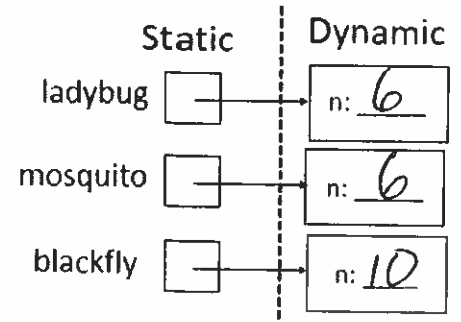 Static Dynamic
ladybug n: 6
mosquito n: 6
blackfly n: 10